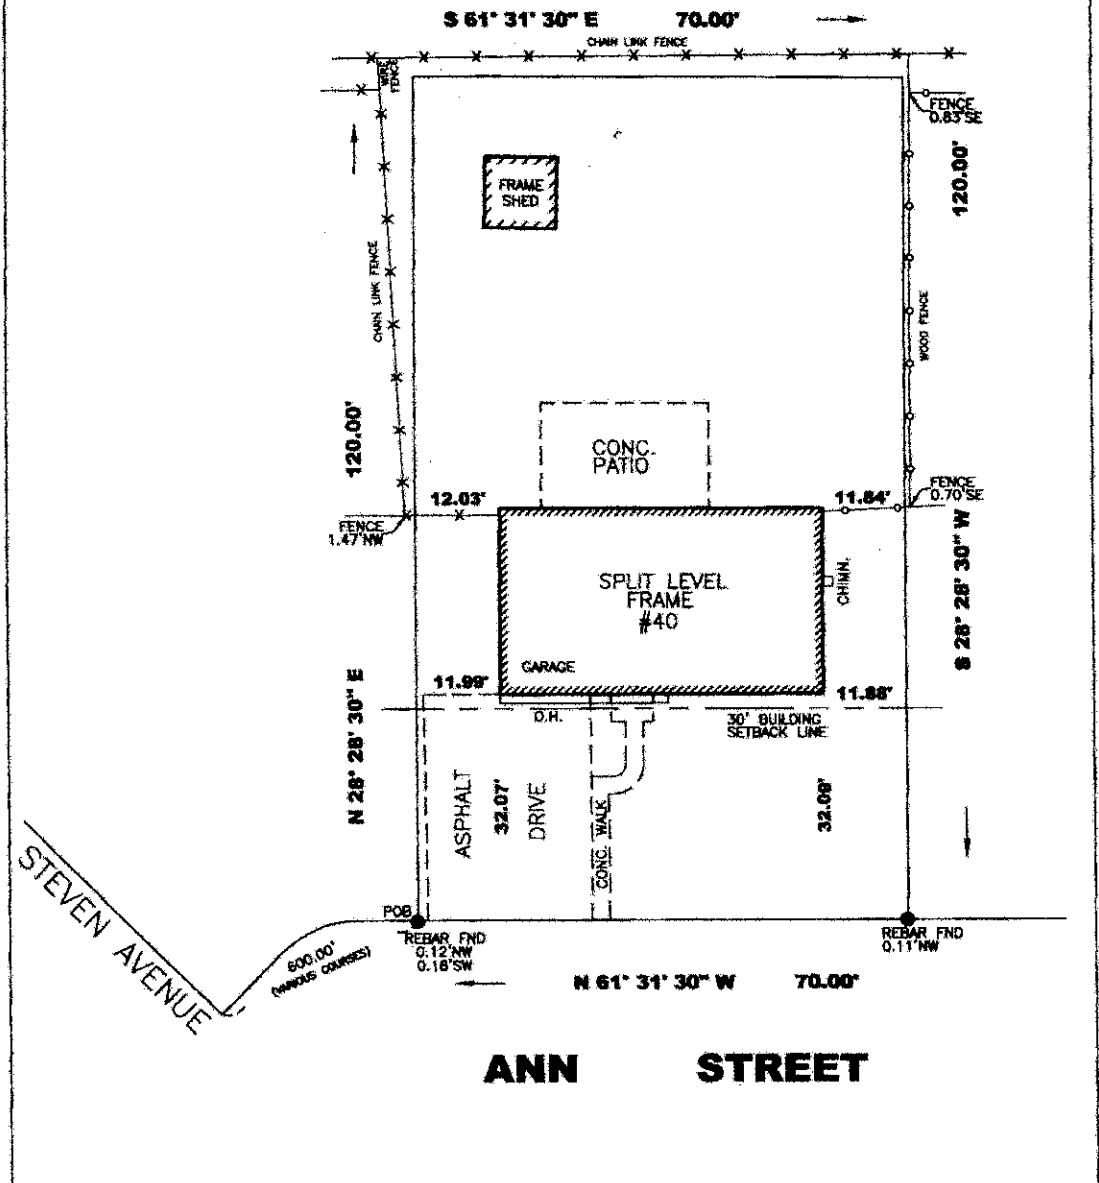 S 61° 31' 30" E 70.00'
CHAIN LINK FENCE
WIRE
FENCE
FENCE
0.83'SE
120.00'
FRAME
SHED
CHAIN LINK FENCE
WOOD FENCE
120.00'
CONC.
PATIO
12.03'
11.84'
FENCE
0.70'SE
FENCE
1.47'NW
S 28° 28' 30" W
SPLIT LEVEL
FRAME
#40
CHIMN.
GARAGE
11.99'
11.88'
N 28° 28' 30" E
O.H.
30' BUILDING
SETBACK LINE
ASPHALT
32.07'
DRIVE
CONC. WALK
32.09'
STEVEN AVENUE
POB
REBAR FND
0.12'NW
0.18'SW
REBAR FND
0.11'NW
600.00'
(VARIOUS COURSES)
N 61° 31' 30" W 70.00'
ANN STREET